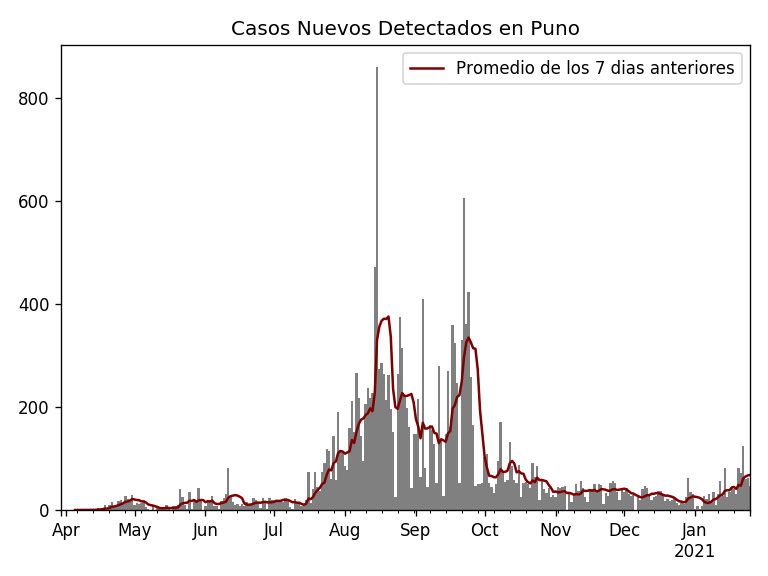 Casos Nuevos Detectados en Puno
Promedio de los 7 dias anteriores
800
600
400
200
0
Apr May Jun Jul Aug Sep Oct Nov Dec Jan
2021